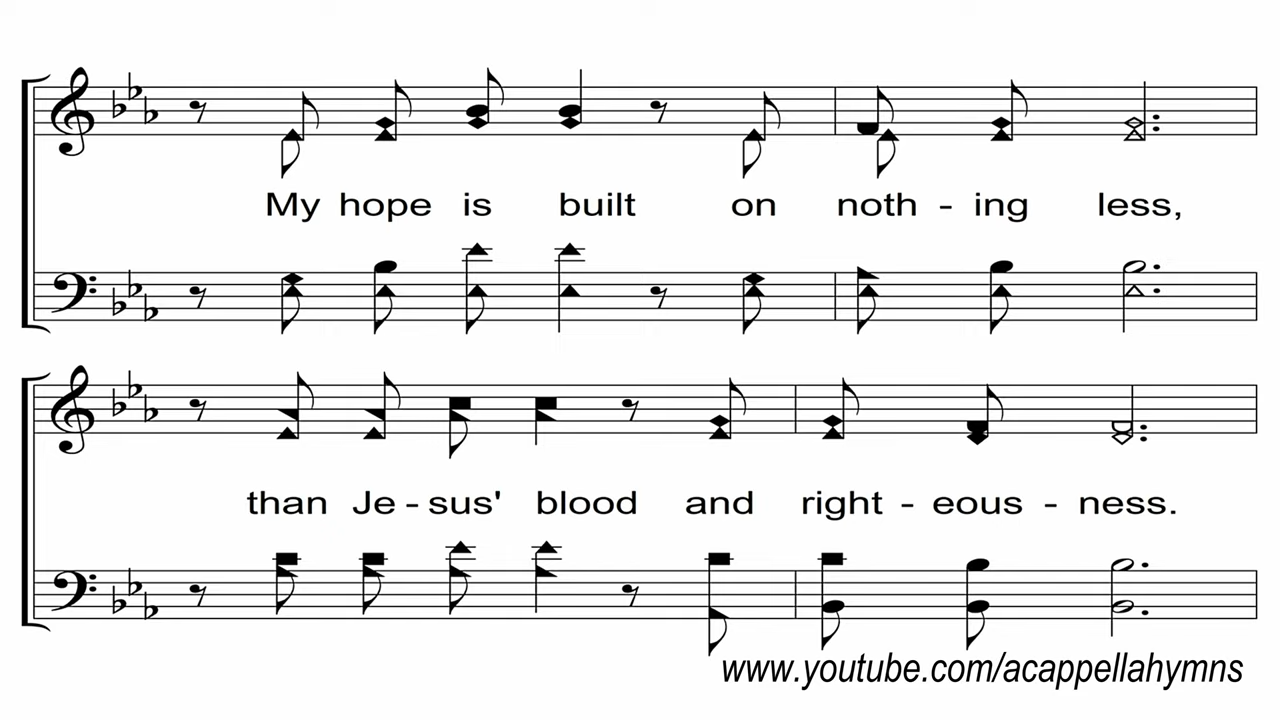 My hope is built on noth - ing less,
than Je - sus' blood and right - eous - ness.
www.youtube.com/acappellahymns